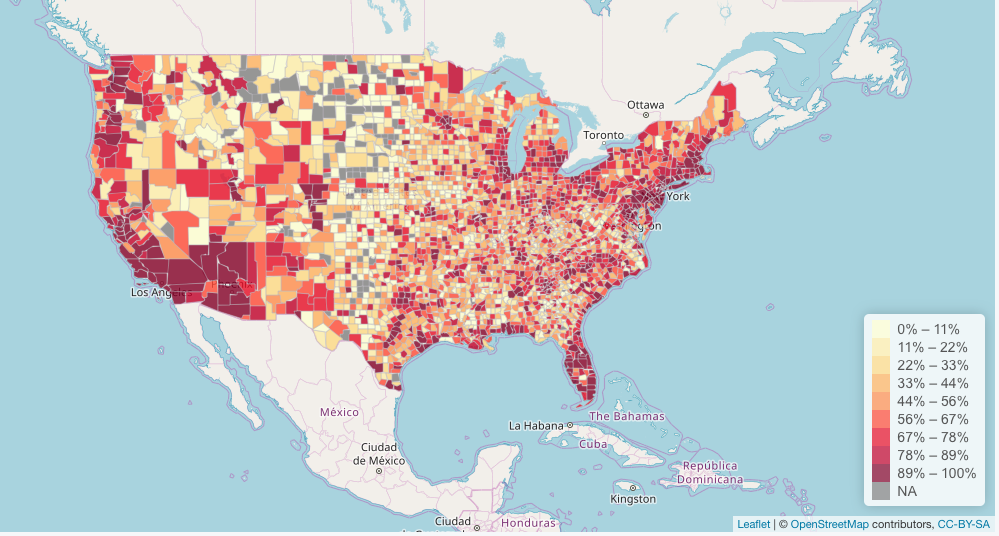 Ottawa
Toronto
York
Los Angeles
México
Ciudad
de México
La Habana
The Bahamas
Cuba
República
Dominicana
Kingston
Ciudad
Honduras
0% – 11%
11% – 22%
22% – 33%
33% – 44%
44% – 56%
56% – 67%
67% – 78%
78% – 89%
89% – 100%
NA
Leaflet | © OpenStreetMap contributors, CC-BY-SA